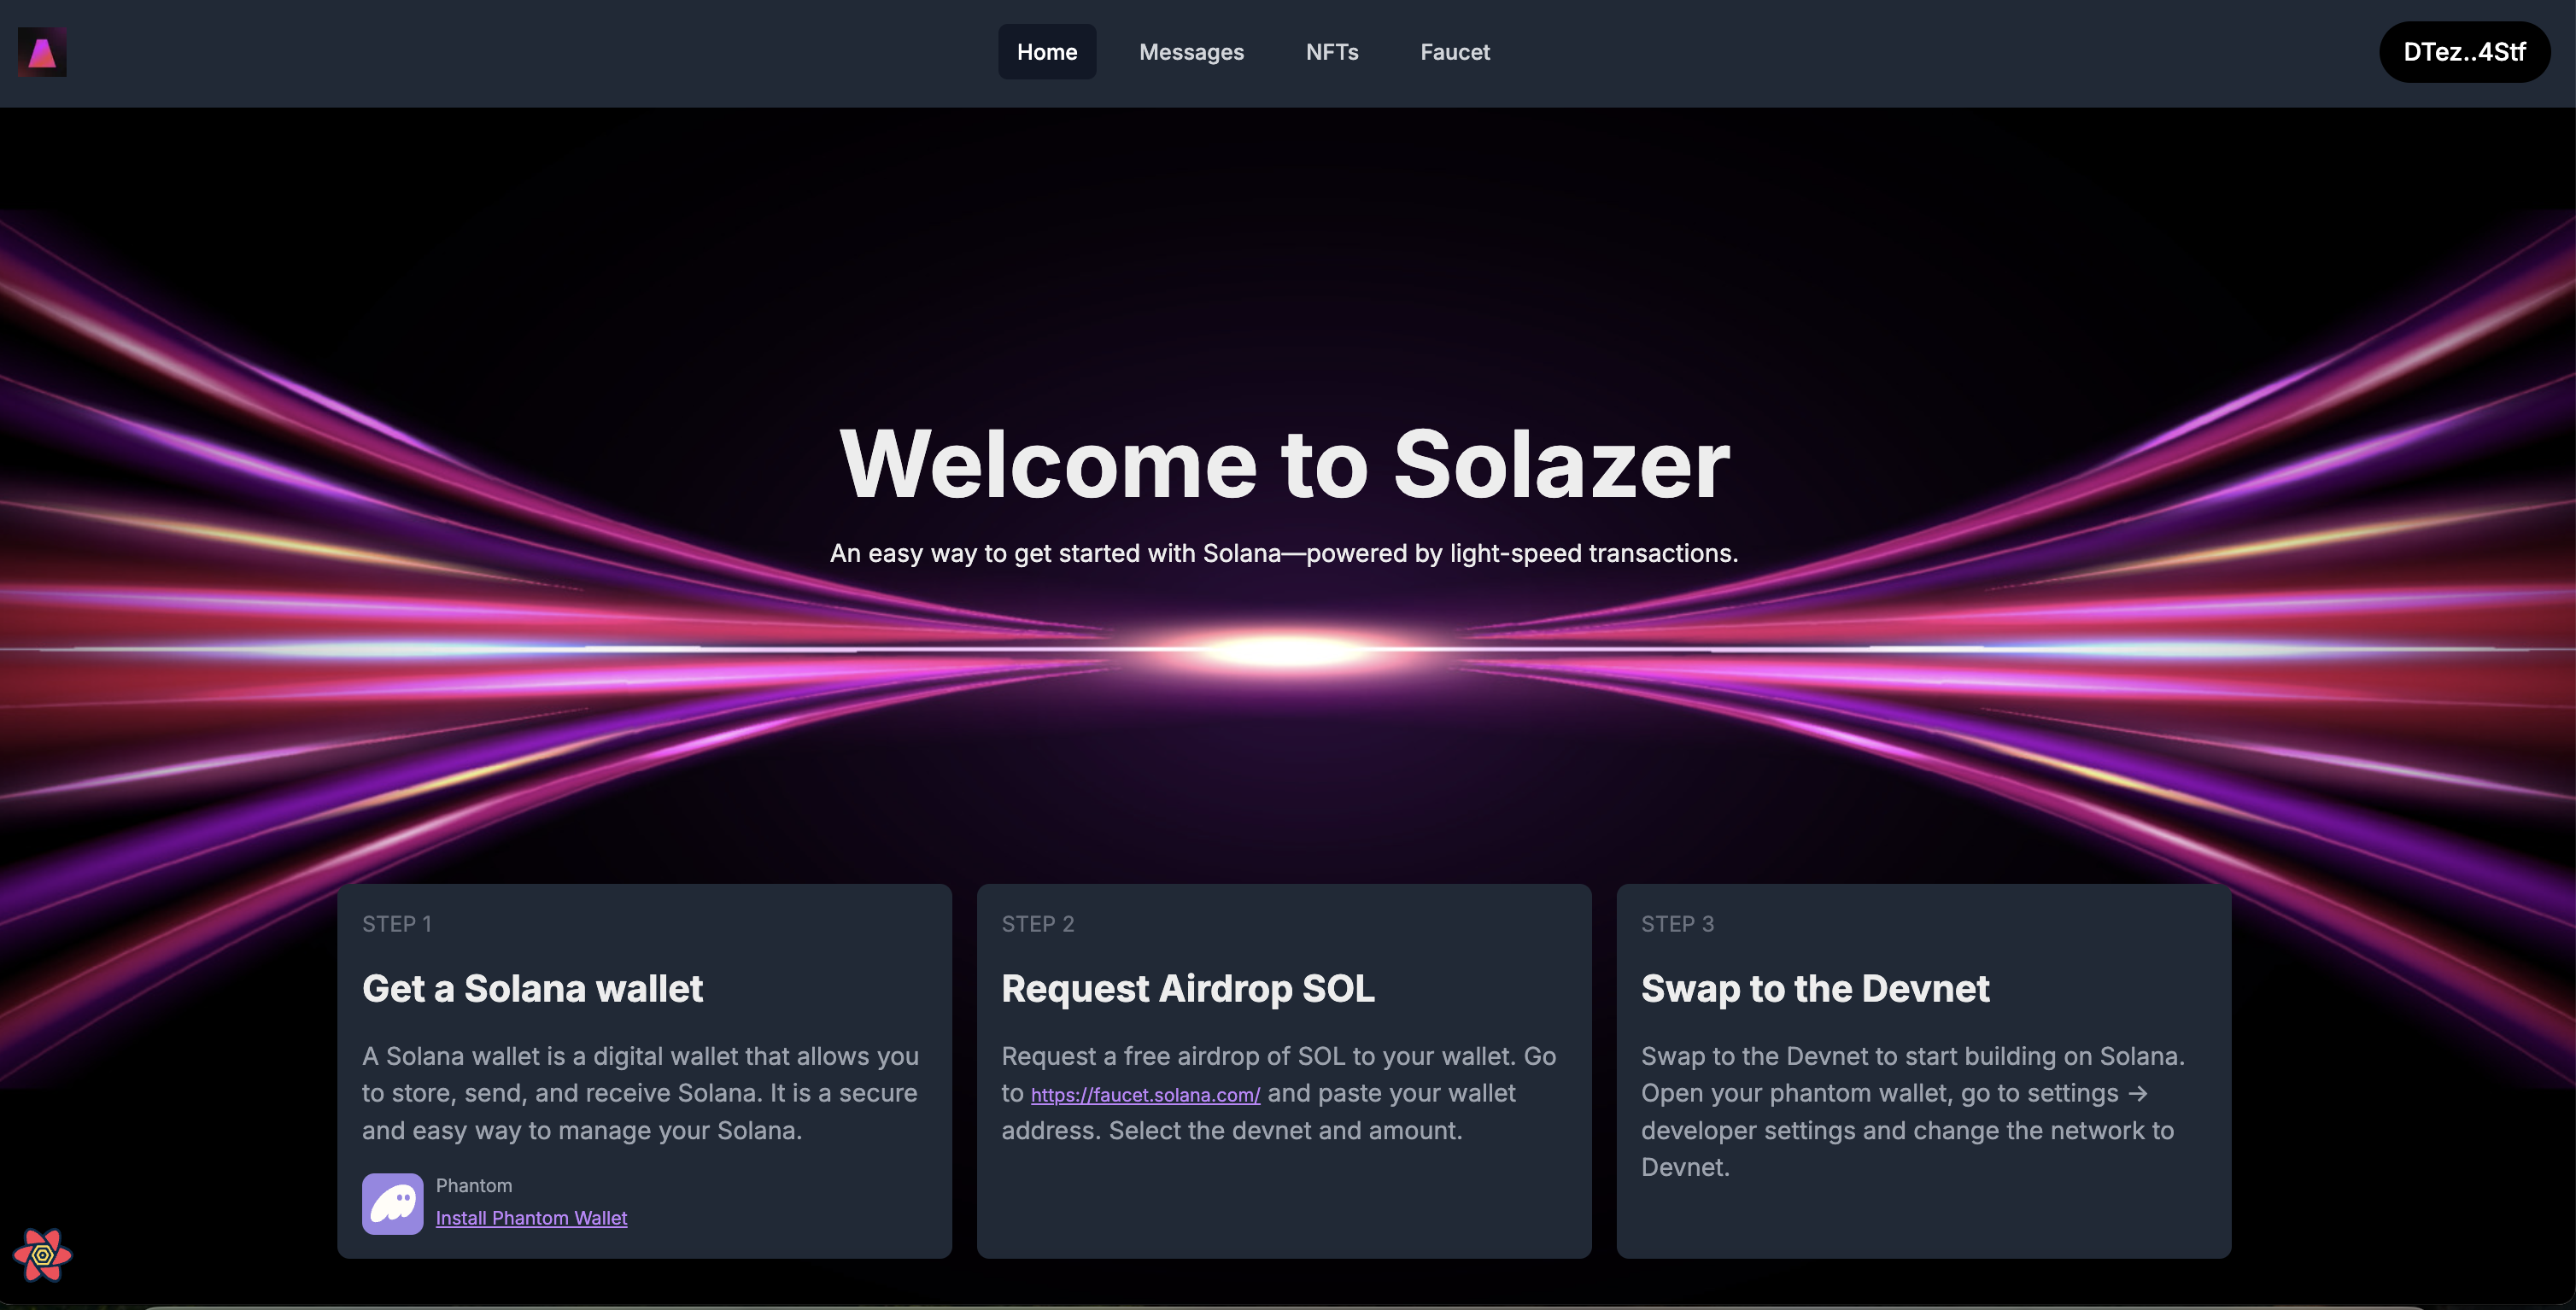 Home
Messages
NFTs
Faucet
DTez..4Stf
Welcome to Solazer
An easy way to get started with Solana—powered by light-speed transactions.
STEP 1
Get a Solana wallet
A Solana wallet is a digital wallet that allows you
to store, send, and receive Solana. It is a secure
and easy way to manage your Solana.
Phantom
Install Phantom Wallet
STEP 2
Request Airdrop SOL
Request a free airdrop of SOL to your wallet. Go
to https://faucet.solana.com/ and paste your wallet
address. Select the devnet and amount.
STEP 3
Swap to the Devnet
Swap to the Devnet to start building on Solana.
Open your phantom wallet, go to settings →
developer settings and change the network to
Devnet.